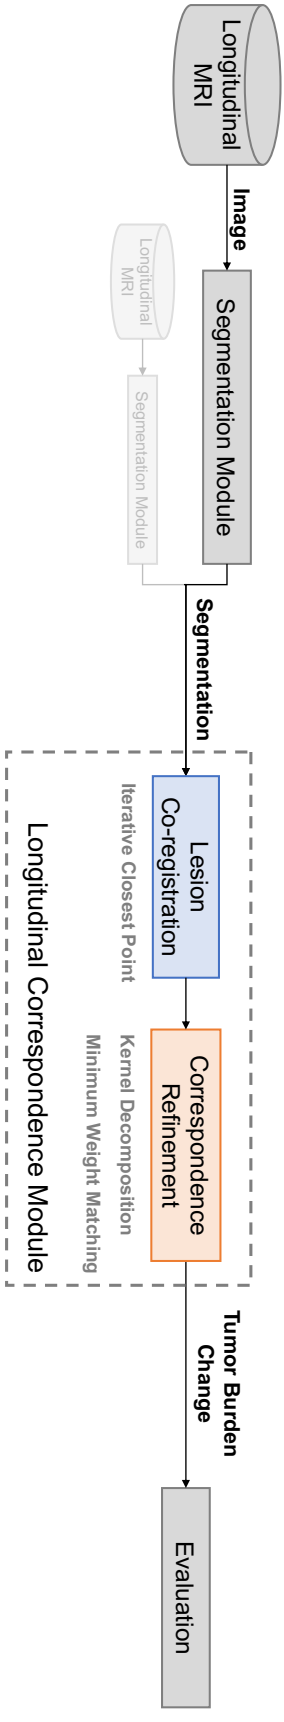 Longitudinal
MRI
Image
Segmentation Module
Longitudinal
MRI
Segmentation Module
Segmentation
Lesion
Co-registration
Iterative Closest Point
Correspondence
Refinement
Kernel Decomposition
Minimum Weight Matching
Longitudinal Correspondence Module
Tumor Burden
Change
Evaluation